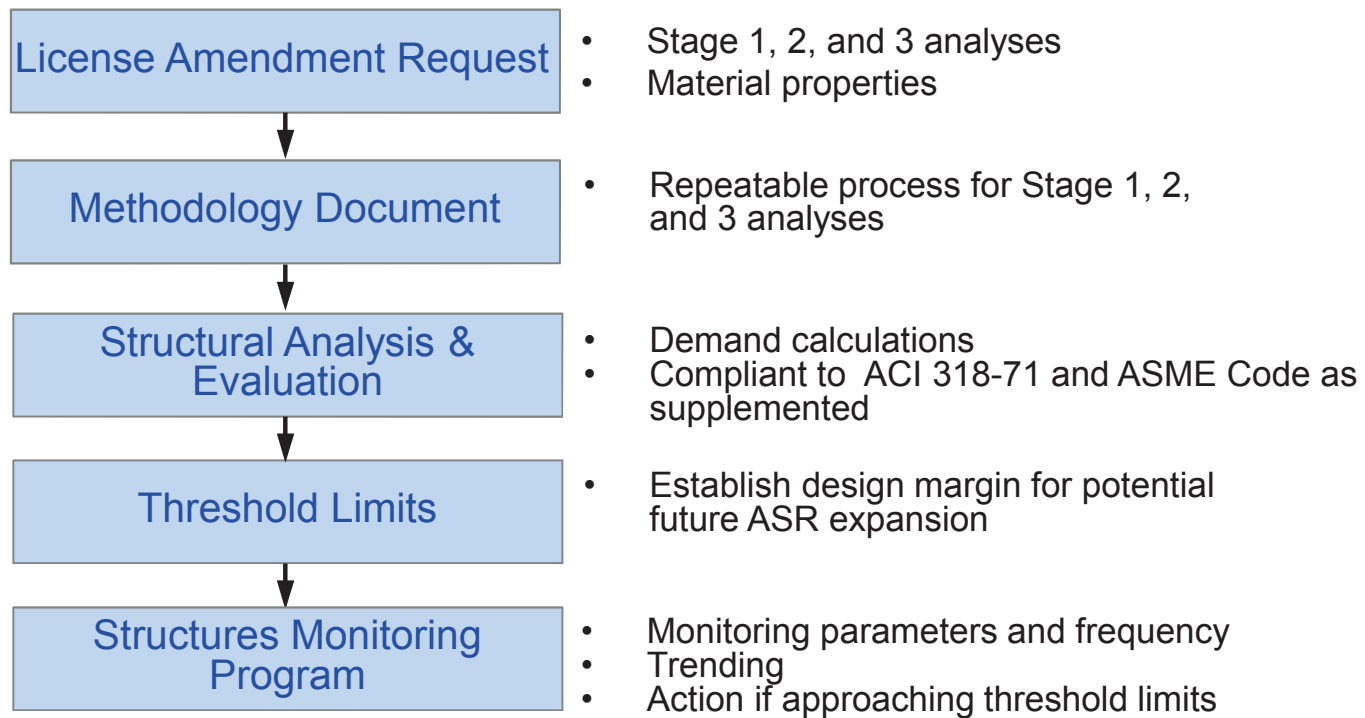 License Amendment Request
• Stage 1, 2, and 3 analyses
• Material properties
Methodology Document
• Repeatable process for Stage 1, 2,
and 3 analyses
Structural Analysis &
Evaluation
• Demand calculations
• Compliant to ACI 318-71 and ASME Code as
supplemented
Threshold Limits
• Establish design margin for potential
future ASR expansion
Structures Monitoring
Program
• Monitoring parameters and frequency
• Trending
• Action if approaching threshold limits